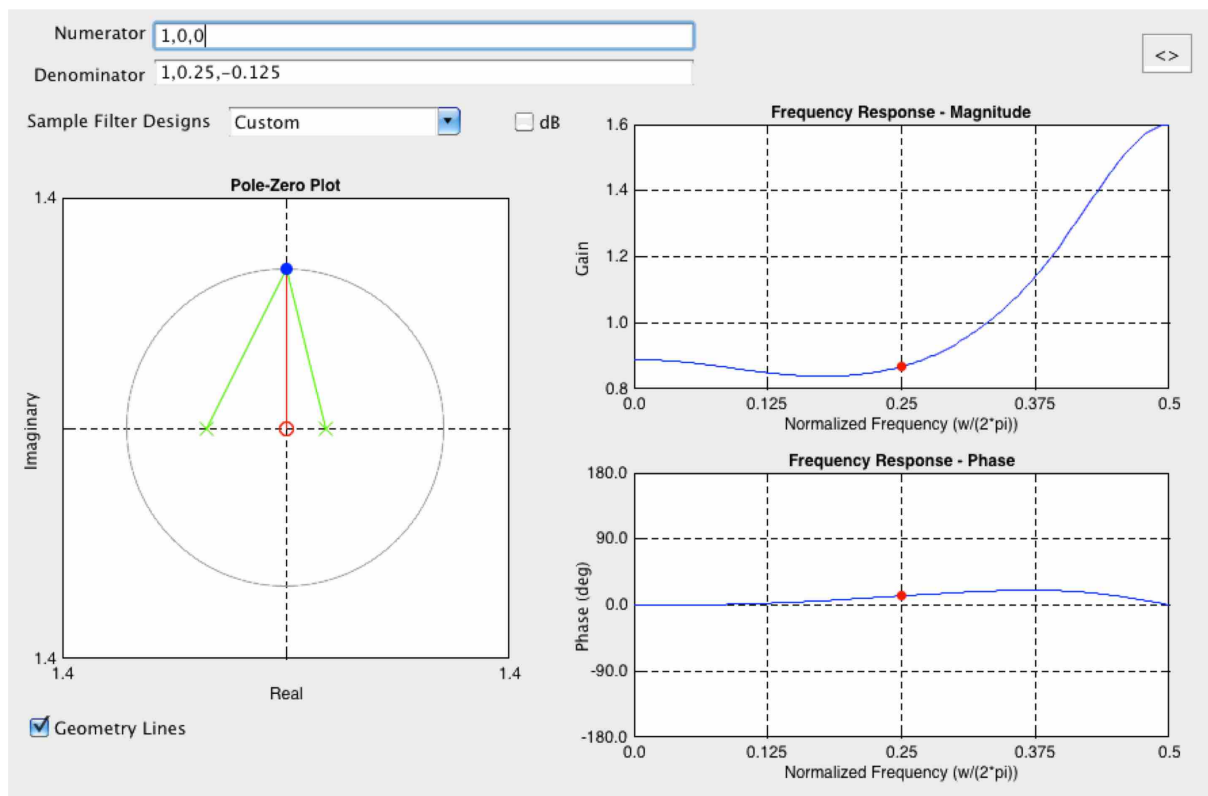 Numerator 1,0,0
<>
Denominator 1,0.25,-0.125
Sample Filter Designs Custom dB
Pole-Zero Plot
1.4
Imaginary
1.4
1.4 1.4
Real
Geometry Lines
Frequency Response - Magnitude
1.6
1.4
1.2
1.0
0.8
Gain
0.0 0.125 0.25 0.375 0.5
Normalized Frequency (w/(2*pi))
Frequency Response - Phase
180.0
90.0
0.0
-90.0
-180.0
Phase (deg)
0.0 0.125 0.25 0.375 0.5
Normalized Frequency (w/(2*pi))